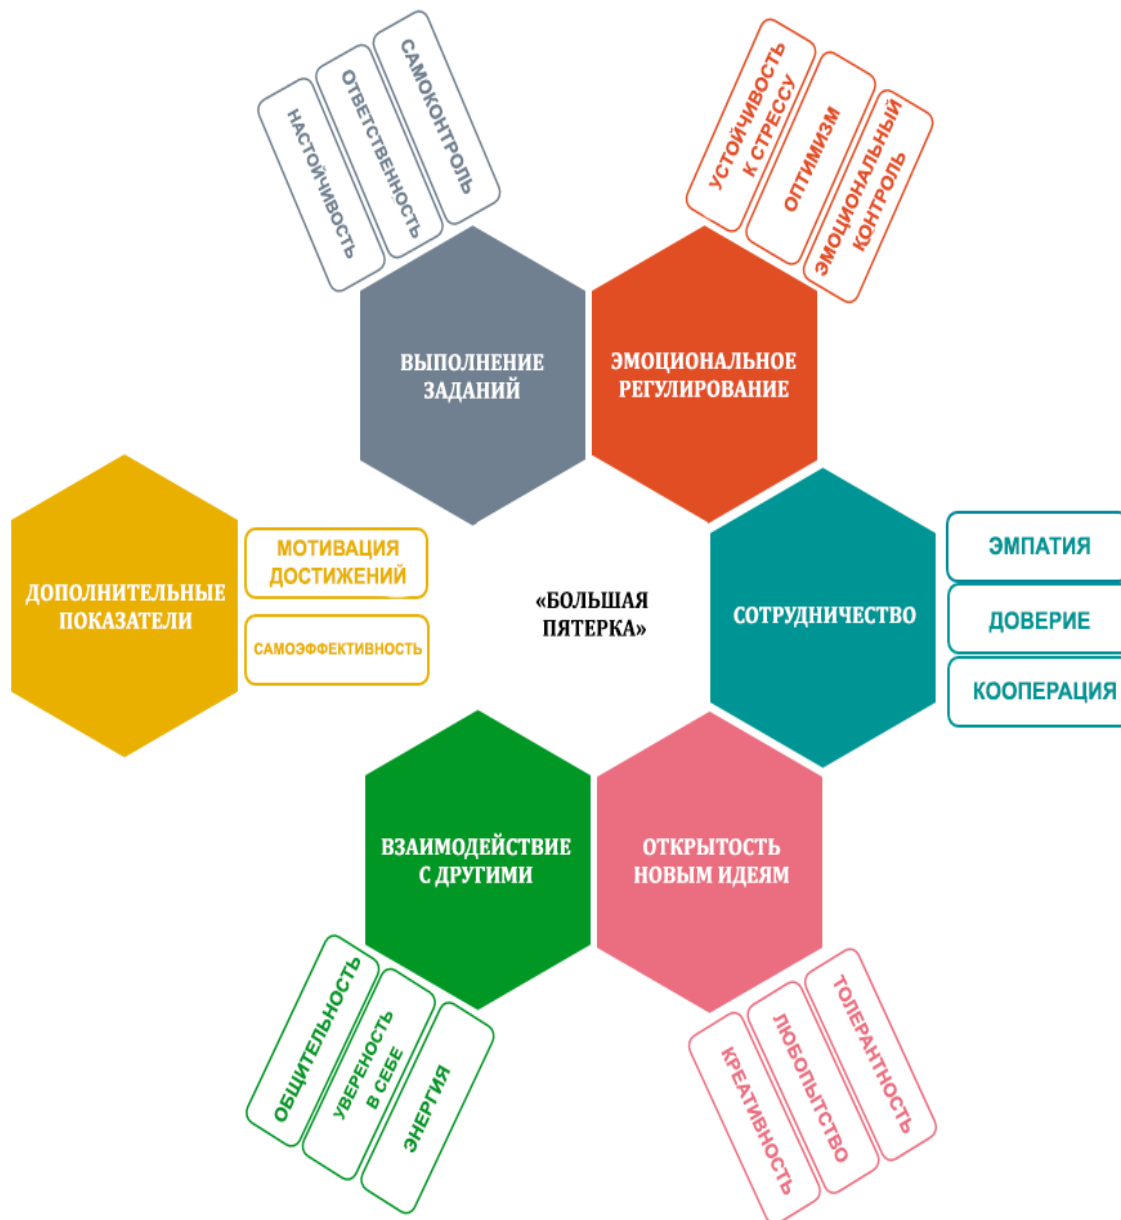 НАСТОЙЧИВОСТЬ
ОТВЕТСТВЕННОСТЬ
САМОКОНТРОЛЬ
УСТОЙЧИВОСТЬ
К СТРЕССУ
ОПТИМИЗМ
ЭМОЦИОНАЛЬНЫЙ
КОНТРОЛЬ
ВЫПОЛНЕНИЕ
ЗАДАНИЙ
ЭМОЦИОНАЛЬНОЕ
РЕГУЛИРОВАНИЕ
ДОПОЛНИТЕЛЬНЫЕ
ПОКАЗАТЕЛИ
МОТИВАЦИЯ
ДОСТИЖЕНИЙ
САМОЭФФЕКТИВНОСТЬ
«БОЛЬШАЯ
ПЯТЕРКА»
СОТРУДНИЧЕСТВО
ЭМПАТИЯ
ДОВЕРИЕ
КООПЕРАЦИЯ
ВЗАИМОДЕЙСТВИЕ
С ДРУГИМИ
ОТКРЫТОСТЬ
НОВЫМ ИДЕЯМ
ОБЩИТЕЛЬНОСТЬ
УВЕРЕНОСТЬ
В СЕБЕ
ЭНЕРГИЯ
КРЕАТИВНОСТЬ
ЛЮБОПЫТСТВО
ТОЛЕРАНТНОСТЬ